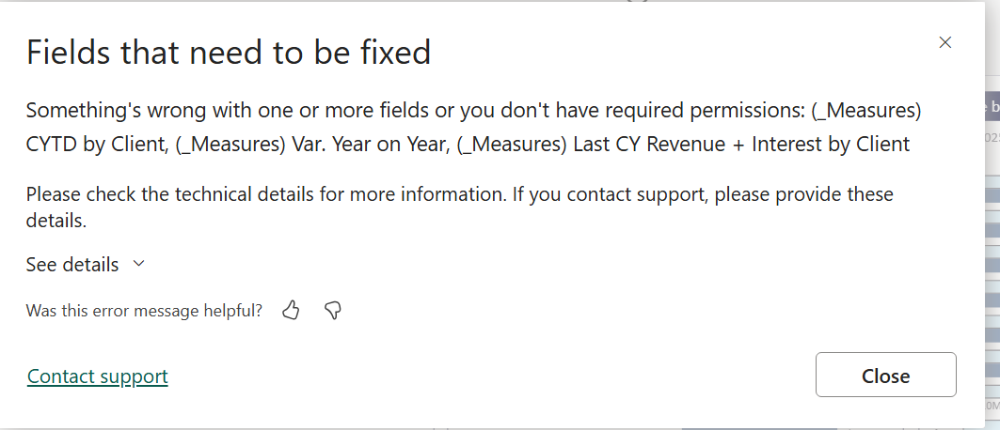 Fields that need to be fixed
Something's wrong with one or more fields or you don't have required permissions: (_Measures)
CYTD by Client, (_Measures) Var. Year on Year, (_Measures) Last CY Revenue + Interest by Client
Please check the technical details for more information. If you contact support, please provide these
details.
See details
Was this error message helpful?
Contact support
Close